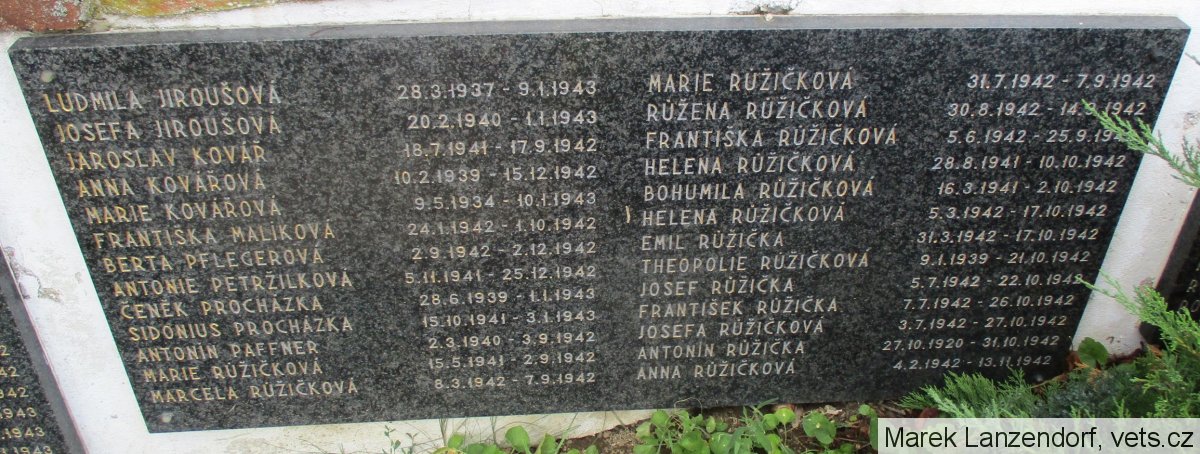 LUDMILA JIROUŠOVÁ 28.3.1937 - 9.1.1943
JOSEFA JIROUŠOVÁ 20.2.1940 - 1.1.1943
JAROSLAV KOVÁŘ 18.7.1941 - 17.9.1942
ANNA KOVÁŘOVÁ 10.2.1939 - 15.12.1942
MARIE KOVÁŘOVÁ 9.5.1934 - 10.1.1943
FRANTIŠKA MALÍKOVÁ 24.1.1942 - 1.10.1942
BERTA PFLEGEROVÁ 2.9.1942 - 2.12.1942
ANTONIE PETRŽILKOVÁ 5.11.1941 - 25.12.1942
ČENĚK PROCHÁZKA 28.6.1939 - 1.1.1943
SIDONIUS PROCHÁZKA 15.10.1941 - 3.1.1943
ANTONÍN PAFFNER 2.3.1940 - 3.9.1942
MARIE RŮŽIČKOVÁ 15.5.1941 - 2.9.1942
MARCELA RŮŽIČKOVÁ 8.3.1942 - 7.9.1942
MARIE RŮŽIČKOVÁ 31.7.1942 - 7.9.1942
RŮŽENA RŮŽIČKOVÁ 30.8.1942 - 14.9.1942
FRANTIŠKA RŮŽIČKOVÁ 5.6.1942 - 25.9.1942
HELENA RŮŽIČKOVÁ 28.8.1941 - 10.10.1942
BOHUMILA RŮŽIČKOVÁ 16.3.1941 - 2.10.1942
HELENA RŮŽIČKOVÁ 5.3.1942 - 17.10.1942
EMIL RŮŽIČKA 31.3.1942 - 17.10.1942
THEOPOLIE RŮŽIČKOVÁ 9.1.1939 - 21.10.1942
JOSEF RŮŽIČKA 5.7.1942 - 22.10.1942
FRANTIŠEK RŮŽIČKA 7.7.1942 - 26.10.1942
JOSEFA RŮŽIČKOVÁ 3.7.1942 - 27.10.1942
ANTONÍN RŮŽIČKA 27.10.1920 - 31.10.1942
ANNA RŮŽIČKOVÁ 4.2.1942 - 13.11.1942
Marek Lanzendorf, vets.cz